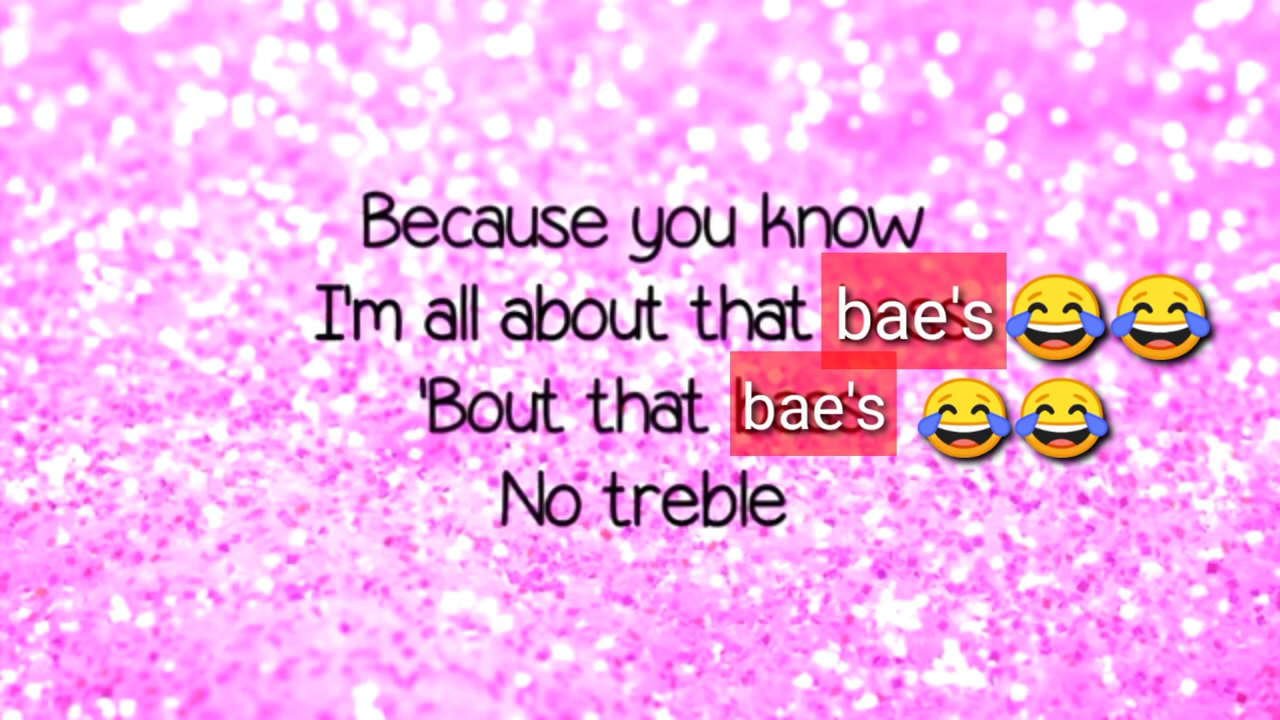 Because you know
I'm all about that bae's😂😂
'Bout that bae's 😂😂
No treble